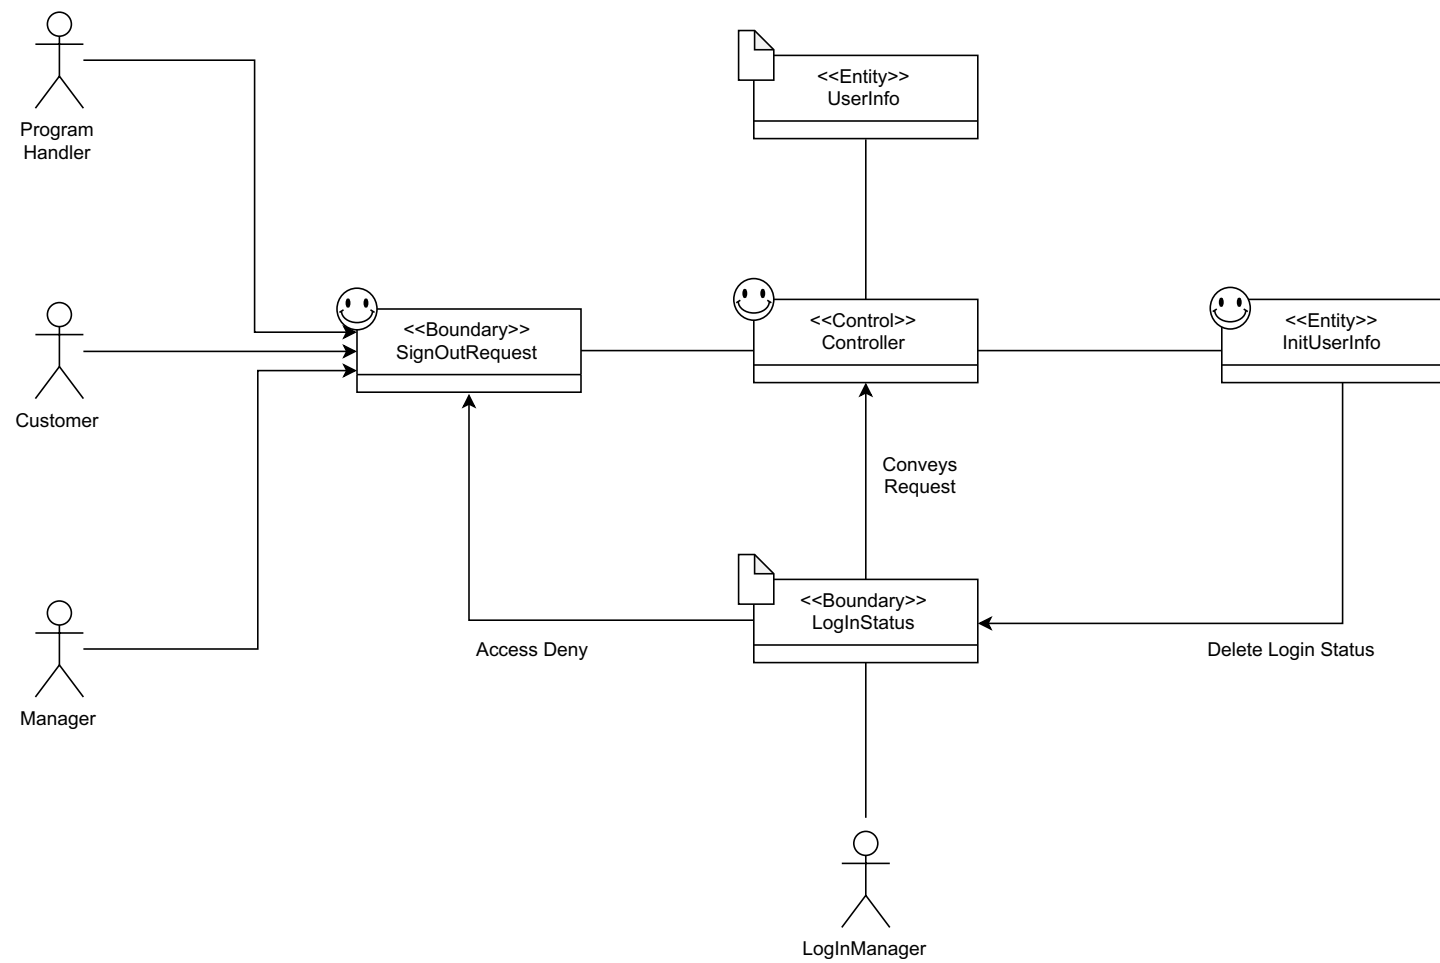 <<Entity>>
UserInfo
Program
Handler
<<Boundary>>
SignOutRequest
<<Control>>
Controller
<<Entity>>
InitUserInfo
Customer
Conveys
Request
<<Boundary>>
LogInStatus
Access Deny
Delete Login Status
Manager
LogInManager